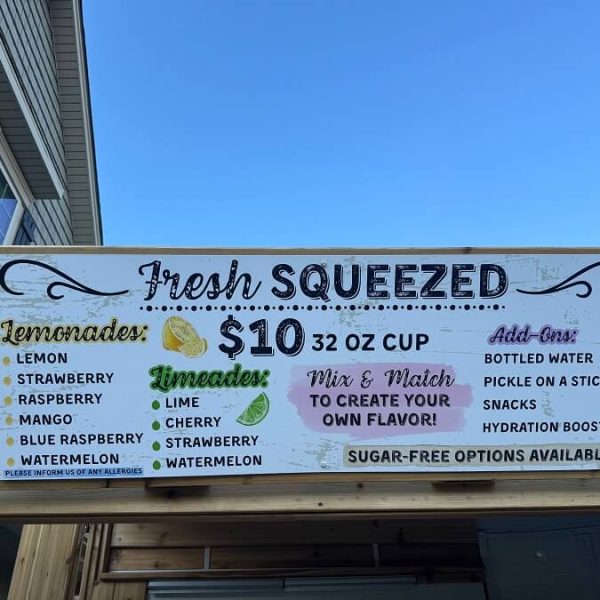 Fresh SQUEEZED
$10 32 OZ CUP
Lemonades:
LEMON
STRAWBERRY
RASPBERRY
MANGO
BLUE RASPBERRY
WATERMELON
PLEASE INFORM US OF ANY ALLERGIES
Limeades:
LIME
CHERRY
STRAWBERRY
WATERMELON
Mix & Match
TO CREATE YOUR
OWN FLAVOR!
Add-Ons:
BOTTLED WATER
PICKLE ON A STIC
SNACKS
HYDRATION BOOS
SUGAR-FREE OPTIONS AVAILABL